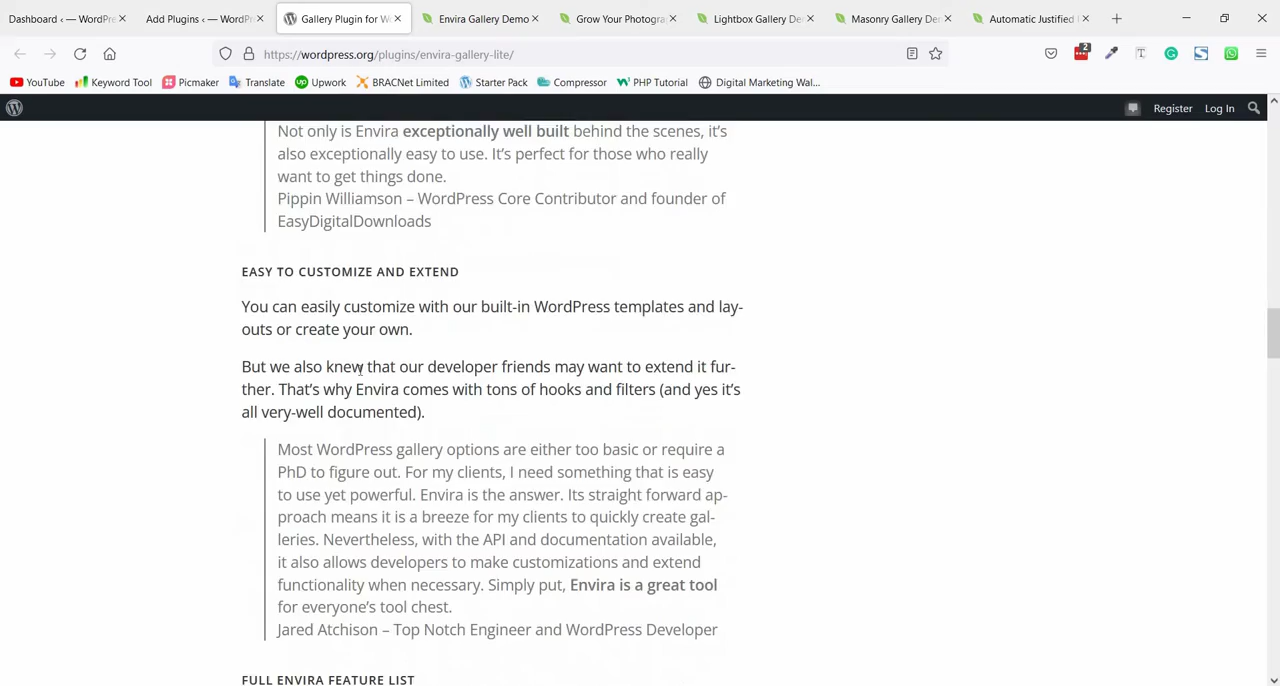 Dashboard ‹ — WordPre
Add Plugins ‹ — WordPr
Gallery Plugin for W
Envira Gallery Demo
Grow Your Photogra
Lightbox Gallery De
Masonry Gallery De
Automatic Justified
https://wordpress.org/plugins/envira-gallery-lite/
2
YouTube
Keyword Tool
Picmaker
Translate
Upwork
BRACNet Limited
Starter Pack
Compressor
PHP Tutorial
Digital Marketing Wal...
Register
Log In
Not only is Envira exceptionally well built behind the scenes, it's
also exceptionally easy to use. It's perfect for those who really
want to get things done.
Pippin Williamson – WordPress Core Contributor and founder of
EasyDigitalDownloads
EASY TO CUSTOMIZE AND EXTEND
You can easily customize with our built-in WordPress templates and lay-
outs or create your own.
But we also knew that our developer friends may want to extend it fur-
ther. That's why Envira comes with tons of hooks and filters (and yes it's
all very-well documented).
Most WordPress gallery options are either too basic or require a
PhD to figure out. For my clients, I need something that is easy
to use yet powerful. Envira is the answer. Its straight forward ap-
proach means it is a breeze for my clients to quickly create gal-
leries. Nevertheless, with the API and documentation available,
it also allows developers to make customizations and extend
functionality when necessary. Simply put, Envira is a great tool
for everyone's tool chest.
Jared Atchison – Top Notch Engineer and WordPress Developer
FULL ENVIRA FEATURE LIST